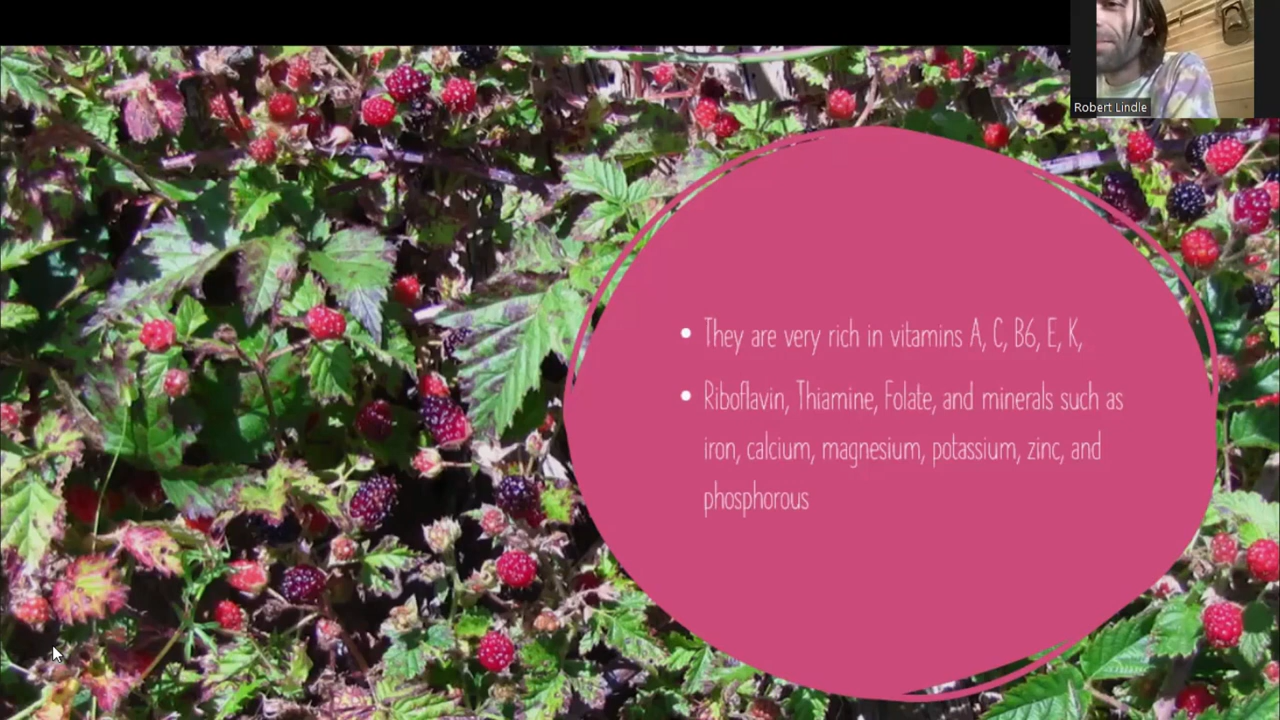 Robert Lindle
They are very rich in vitamins A, C, B6, E, K,
Riboflavin, Thiamine, Folate, and minerals such as
iron, calcium, magnesium, potassium, zinc, and
phosphorous